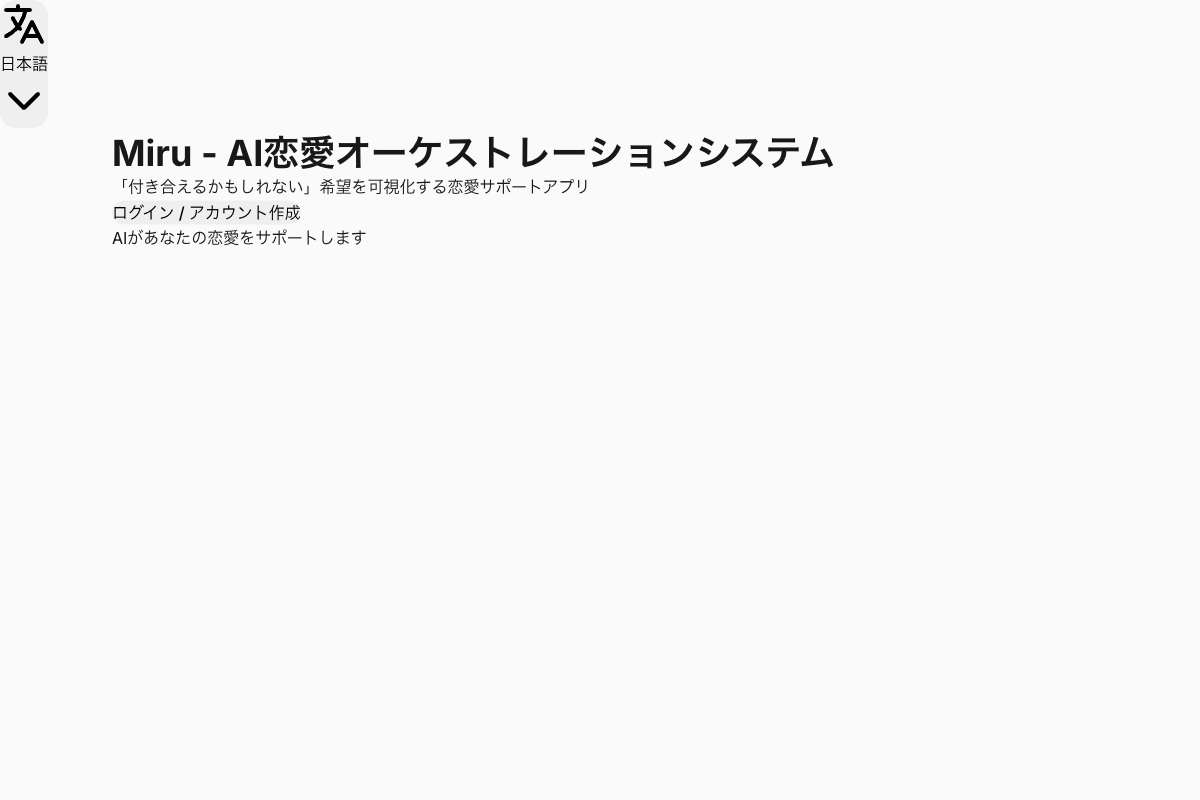 日本語
Miru - AI恋愛オーケストレーションシステム
「付き合えるかもしれない」希望を可視化する恋愛サポートアプリ
ログイン / アカウント作成
AIがあなたの恋愛をサポートします